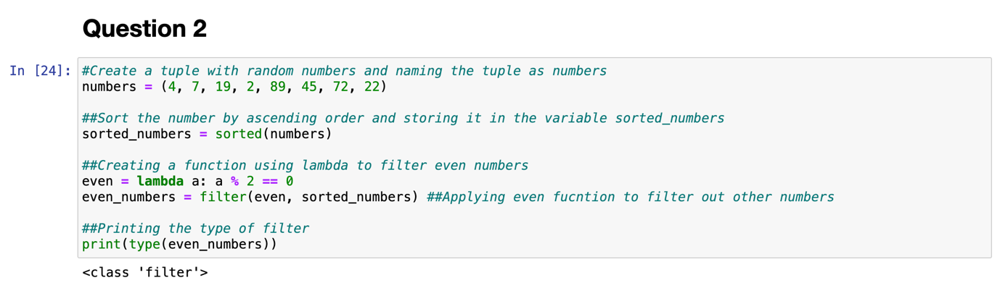 Question 2
In [24]:
#Create a tuple with random numbers and naming the tuple as numbers
numbers = (4, 7, 19, 2, 89, 45, 72, 22)
##Sort the number by ascending order and storing it in the variable sorted_numbers
sorted_numbers = sorted(numbers)
##Creating a function using lambda to filter even numbers
even = lambda a: a % 2 == 0
even_numbers = filter(even, sorted_numbers) ##Applying even fucntion to filter out other numbers
##Printing the type of filter
print(type(even_numbers))
<class 'filter'>